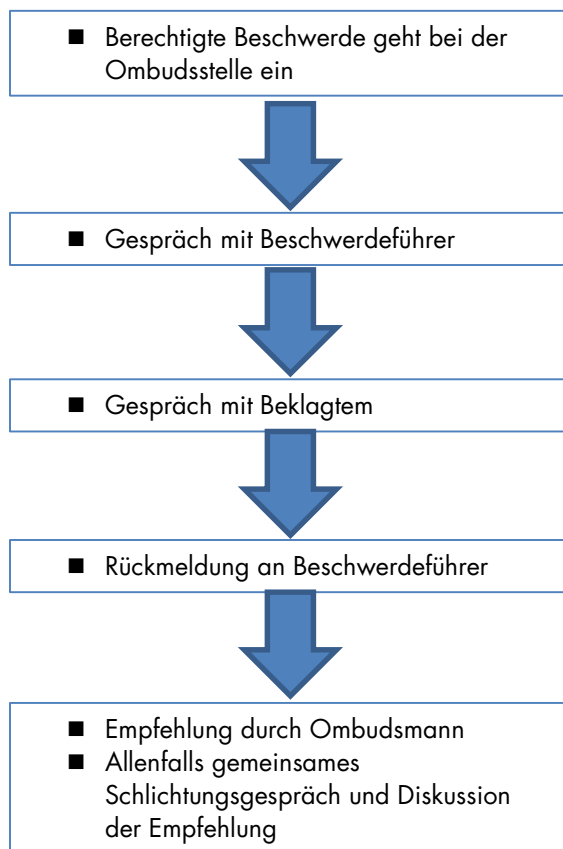 ■ Berechtigte Beschwerde geht bei der
Ombudsstelle ein
■ Gespräch mit Beschwerdeführer
■ Gespräch mit Beklagtem
■ Rückmeldung an Beschwerdeführer
■ Empfehlung durch Ombudsmann
■ Allenfalls gemeinsames
Schlichtungsgespräch und Diskussion
der Empfehlung